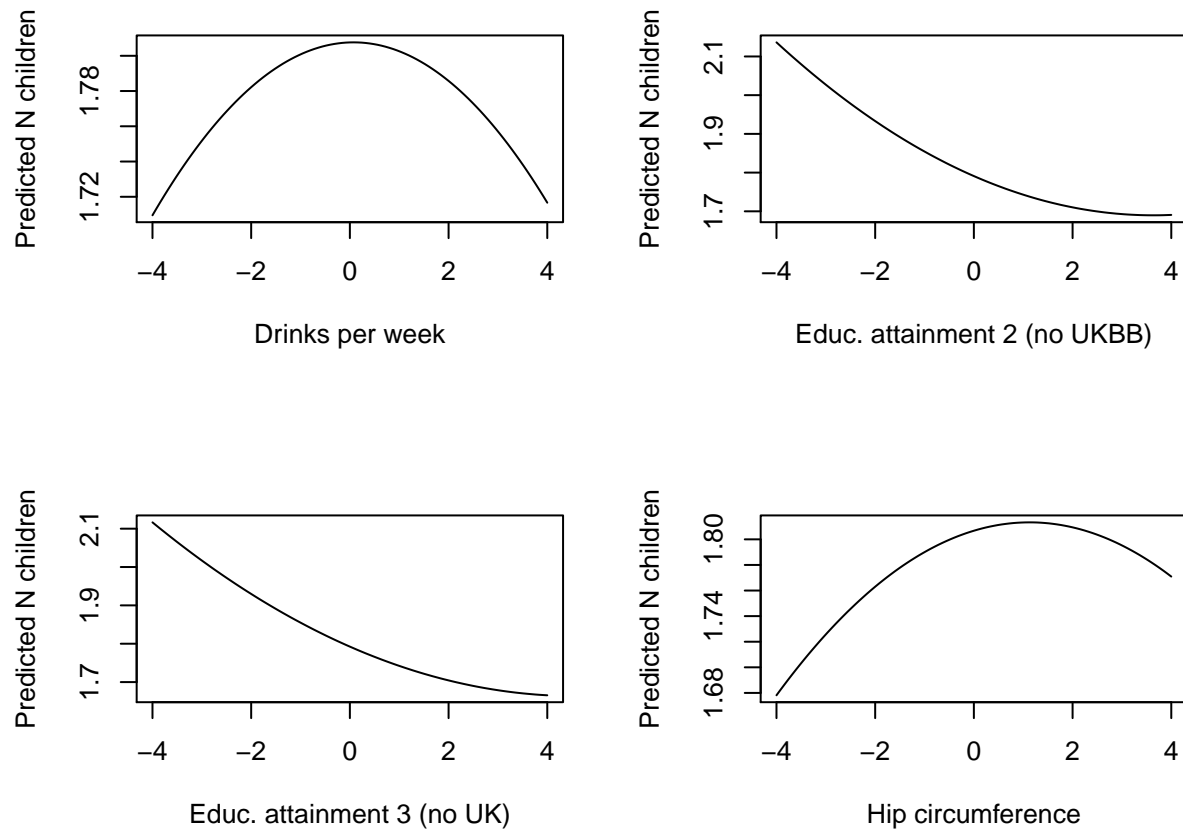 Predicted N children
1.72 1.78
−4 −2 0 2 4
Drinks per week
Predicted N children
1.7 1.9 2.1
−4 −2 0 2 4
Educ. attainment 2 (no UKBB)
Predicted N children
1.7 1.9 2.1
−4 −2 0 2 4
Educ. attainment 3 (no UK)
Predicted N children
1.68 1.74 1.80
−4 −2 0 2 4
Hip circumference